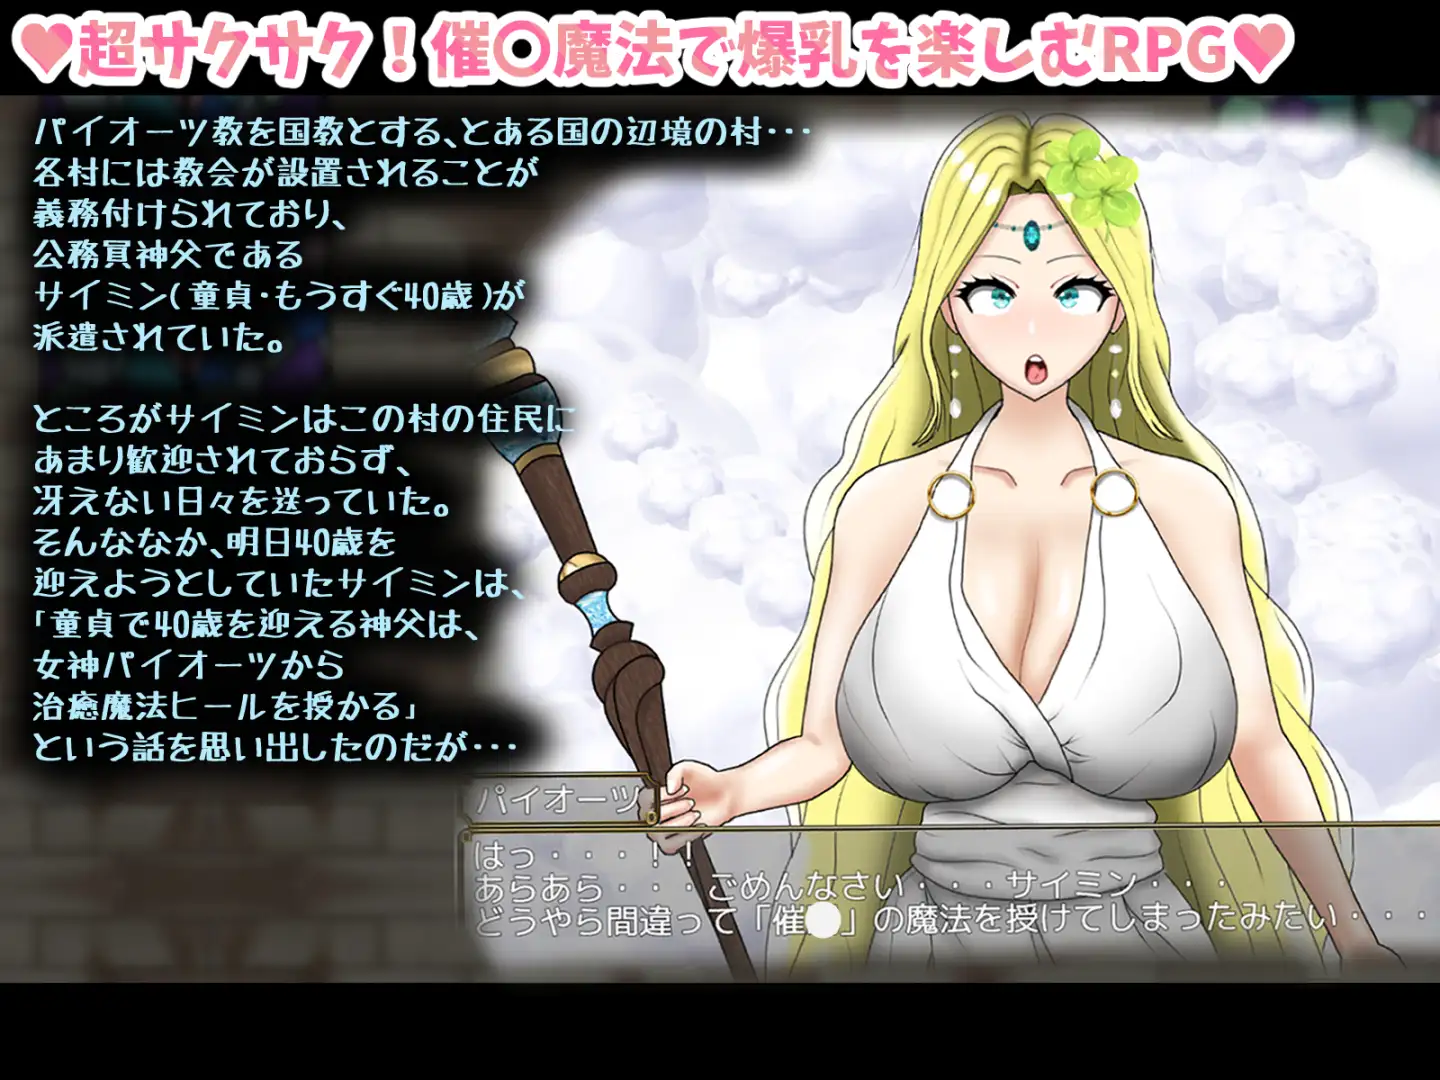 ♥超サクサク！催〇魔法で爆乳を楽しむRPG♥
パイオーツ教を国教とする、とある国の辺境の村･･･
各村には教会が設置されることが
義務付けられており、
公務員神父である
サイミン(童貞･もうすぐ40歳)が
派遣されていた。
ところがサイミンはこの村の住民に
あまり歓迎されておらず、
冴えない日々を送っていた。
そんななか、明日40歳を
迎えようとしていたサイミンは、
「童貞で40歳を迎える神父は、
女神パイオーツから
治癒魔法ヒールを授かる」
という話を思い出したのだが･･･
パイオーツ
はっ・・・！！
あらあら・・・ごめんなさい・・・サイミン・・・
どうやら間違って「催●」の魔法を授けてしまったみたい・・・